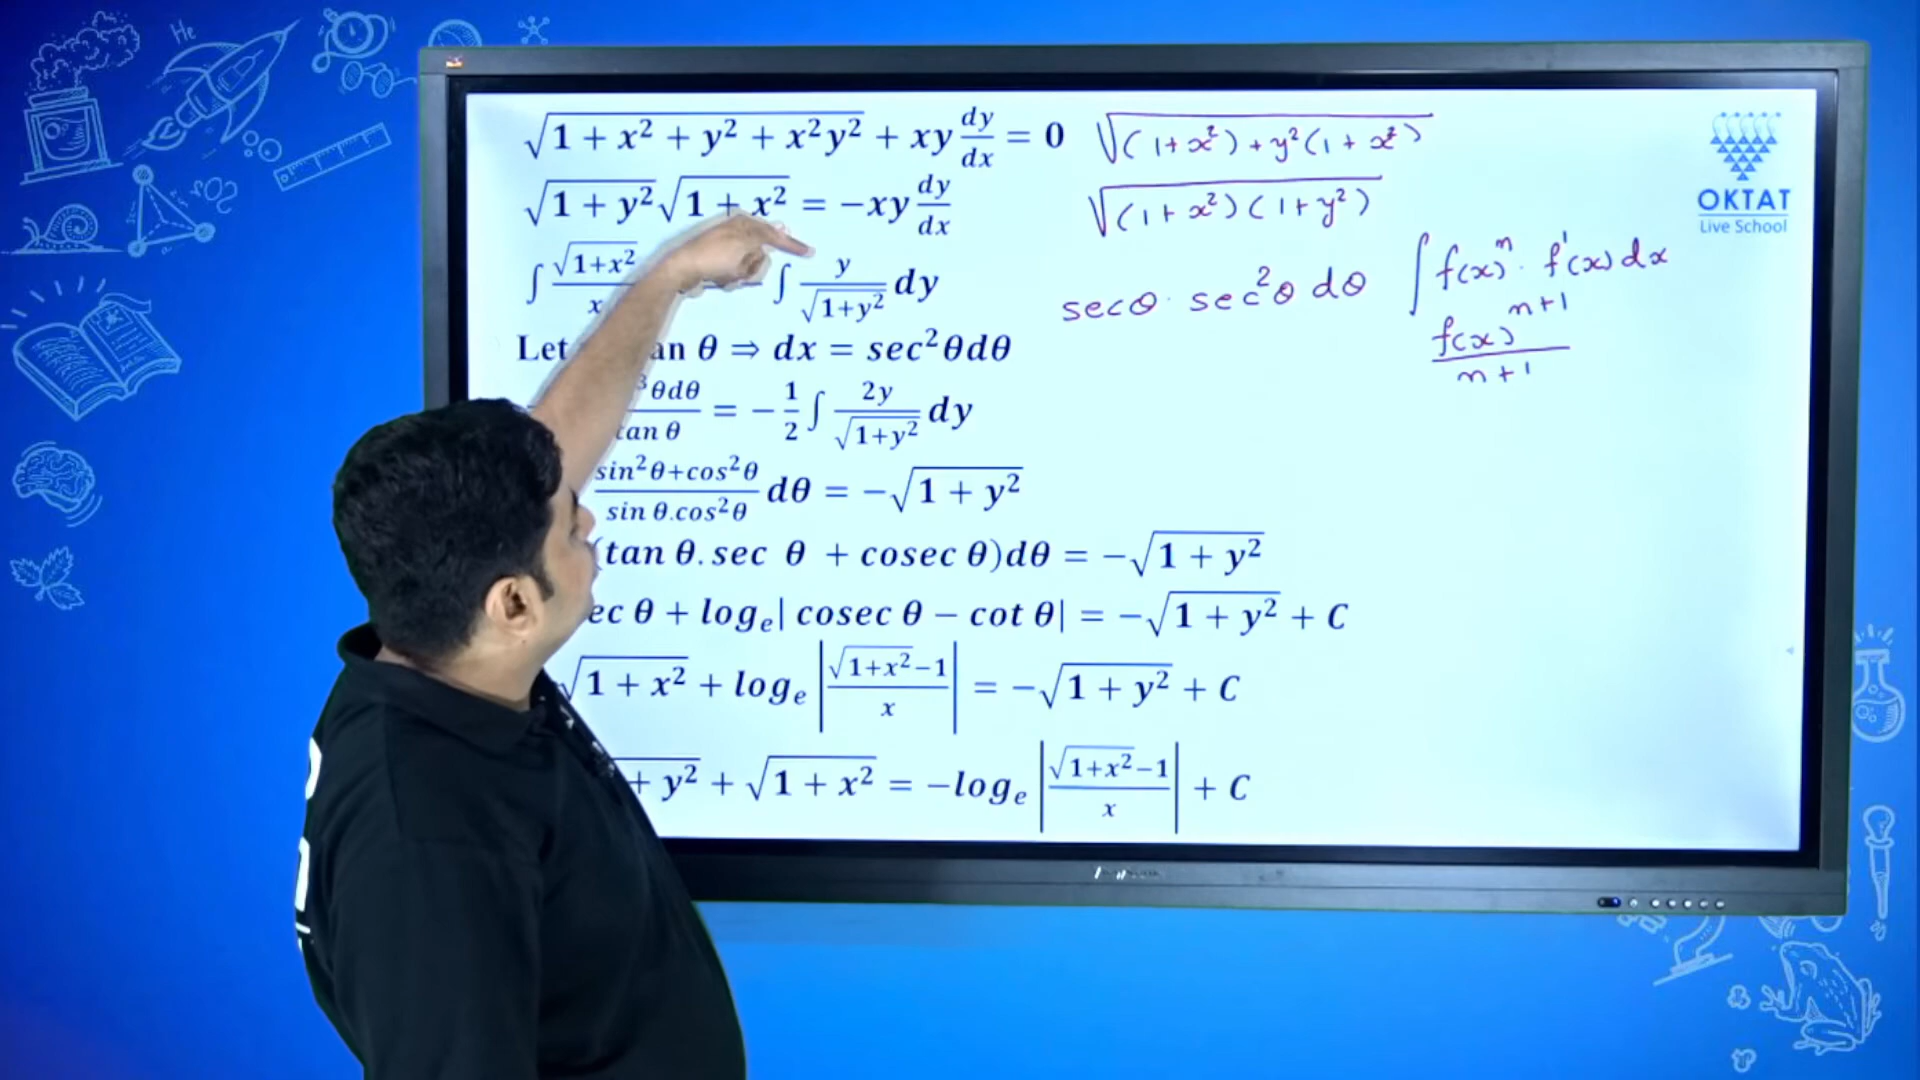 √1 + x² + y² + x²y² + xy dy/dx = 0
√1 + y² √1 + x² = −xy dy/dx
∫ √1+x²/x ∫ y/√1+y² dy
Let an θ ⇒ dx = sec²θdθ
³θdθ/tan θ = −1/2 ∫ 2y/√1+y² dy
sin²θ+cos²θ/sin θ.cos²θ dθ = −√1 + y²
(tan θ. sec θ + cosec θ)dθ = −√1 + y²
ec θ + logₑ| cosec θ − cot θ| = −√1 + y² + C
√1 + x² + logₑ |√1+x²−1/x| = −√1 + y² + C
+ y² + √1 + x² = −logₑ |√1+x²−1/x| + C
√(1+x²)+y²(1+x²)
√(1+x²)(1+y²)
secθ. sec²θ dθ
∫ f(x)ⁿ. f'(x) dx
f(x)ⁿ⁺¹/n+1
OKTAT
Live School
He